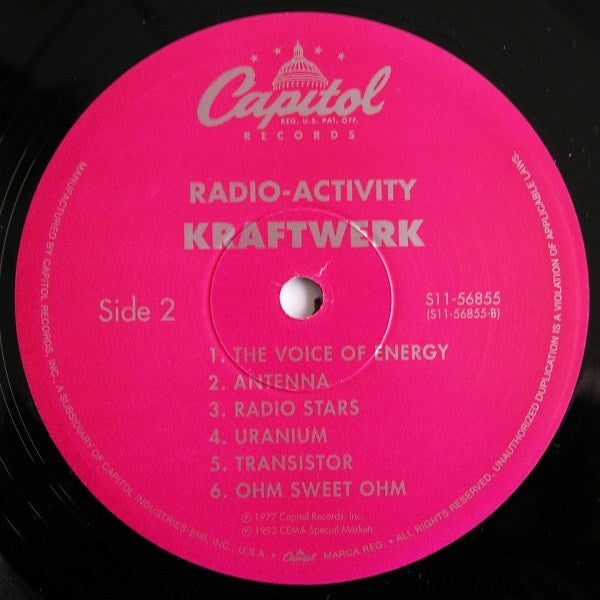 Capitol
REG. U.S. PAT. OFF.
RECORDS
RADIO-ACTIVITY
KRAFTWERK
Side 2
S11-56855
(S11-56855-B)
1. THE VOICE OF ENERGY
2. ANTENNA
3. RADIO STARS
4. URANIUM
5. TRANSISTOR
6. OHM SWEET OHM
℗ 1977 Capitol Records, Inc.
℗ 1993 CEMA Special Markets
MANUFACTURED BY CAPITOL RECORDS, INC., A SUBSIDIARY OF CAPITOL INDUSTRIES EMI, INC., U.S.A. • Capitol MARCA REG. • ALL RIGHTS RESERVED. UNAUTHORIZED DUPLICATION IS A VIOLATION OF APPLICABLE LAWS.